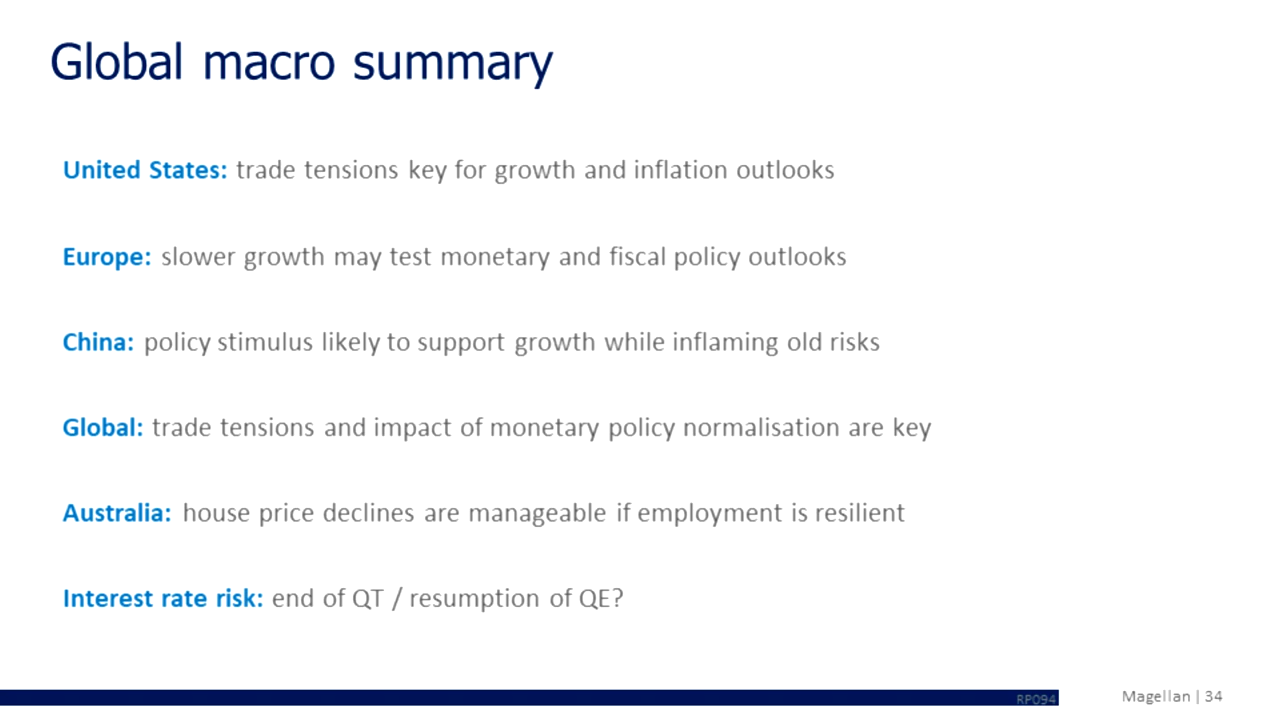 Global macro summary
United States: trade tensions key for growth and inflation outlooks
Europe: slower growth may test monetary and fiscal policy outlooks
China: policy stimulus likely to support growth while inflaming old risks
Global: trade tensions and impact of monetary policy normalisation are key
Australia: house price declines are manageable if employment is resilient
Interest rate risk: end of QT / resumption of QE?
RP094
Magellan | 34